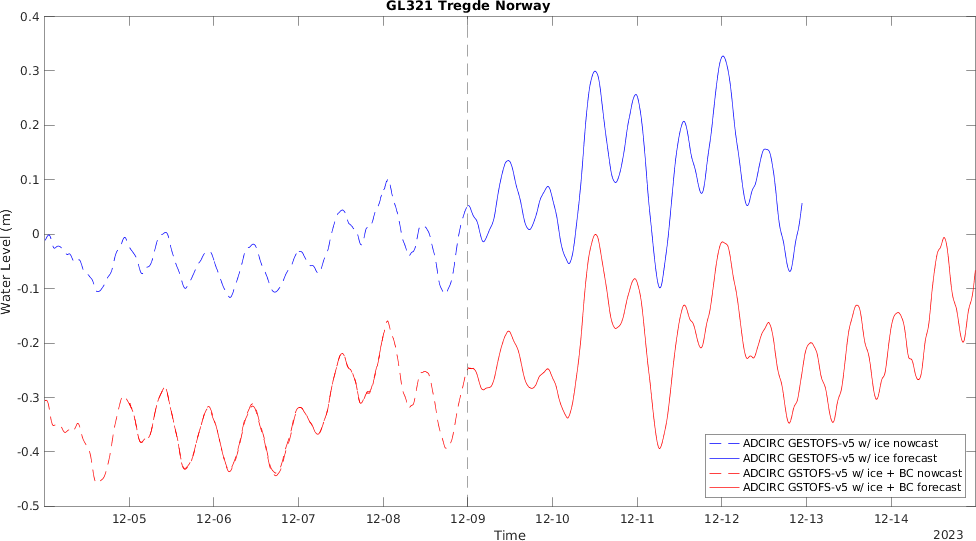 GL321 Tregde Norway
0.4
0.3
0.2
0.1
0
-0.1
-0.2
-0.3
-0.4
-0.5
Water Level (m)
12-05 12-06 12-07 12-08 12-09 12-10 12-11 12-12 12-13 12-14
Time
2023
ADCIRC GESTOFS-v5 w/ ice nowcast
ADCIRC GESTOFS-v5 w/ ice forecast
ADCIRC GSTOFS-v5 w/ ice + BC nowcast
ADCIRC GSTOFS-v5 w/ ice + BC forecast